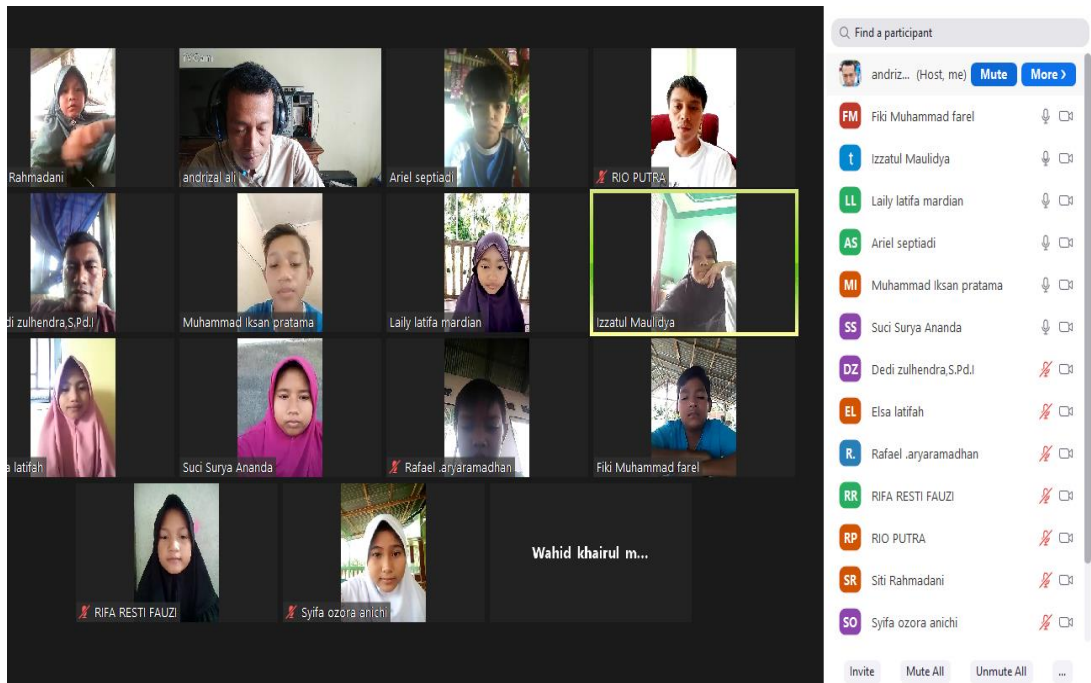 Rahmadani
andrizal ali
Ariel septiadi
RIO PUTRA
di zulhendra,S.Pd.I
Muhammad Iksan pratama
Laily latifa mardian
Izzatul Maulidya
a latifah
Suci Surya Ananda
Rafael .aryaramadhan
Fiki Muhammad farel
RIFA RESTI FAUZI
Syifa ozora anichi
Wahid khairul m...
Find a participant
andriz... (Host, me) Mute More >
FM Fiki Muhammad farel
t Izzatul Maulidya
LL Laily latifa mardian
AS Ariel septiadi
MI Muhammad Iksan pratama
SS Suci Surya Ananda
DZ Dedi zulhendra,S.Pd.I
EL Elsa latifah
R. Rafael .aryaramadhan
RR RIFA RESTI FAUZI
RP RIO PUTRA
SR Siti Rahmadani
SO Syifa ozora anichi
Invite Mute All Unmute All ...